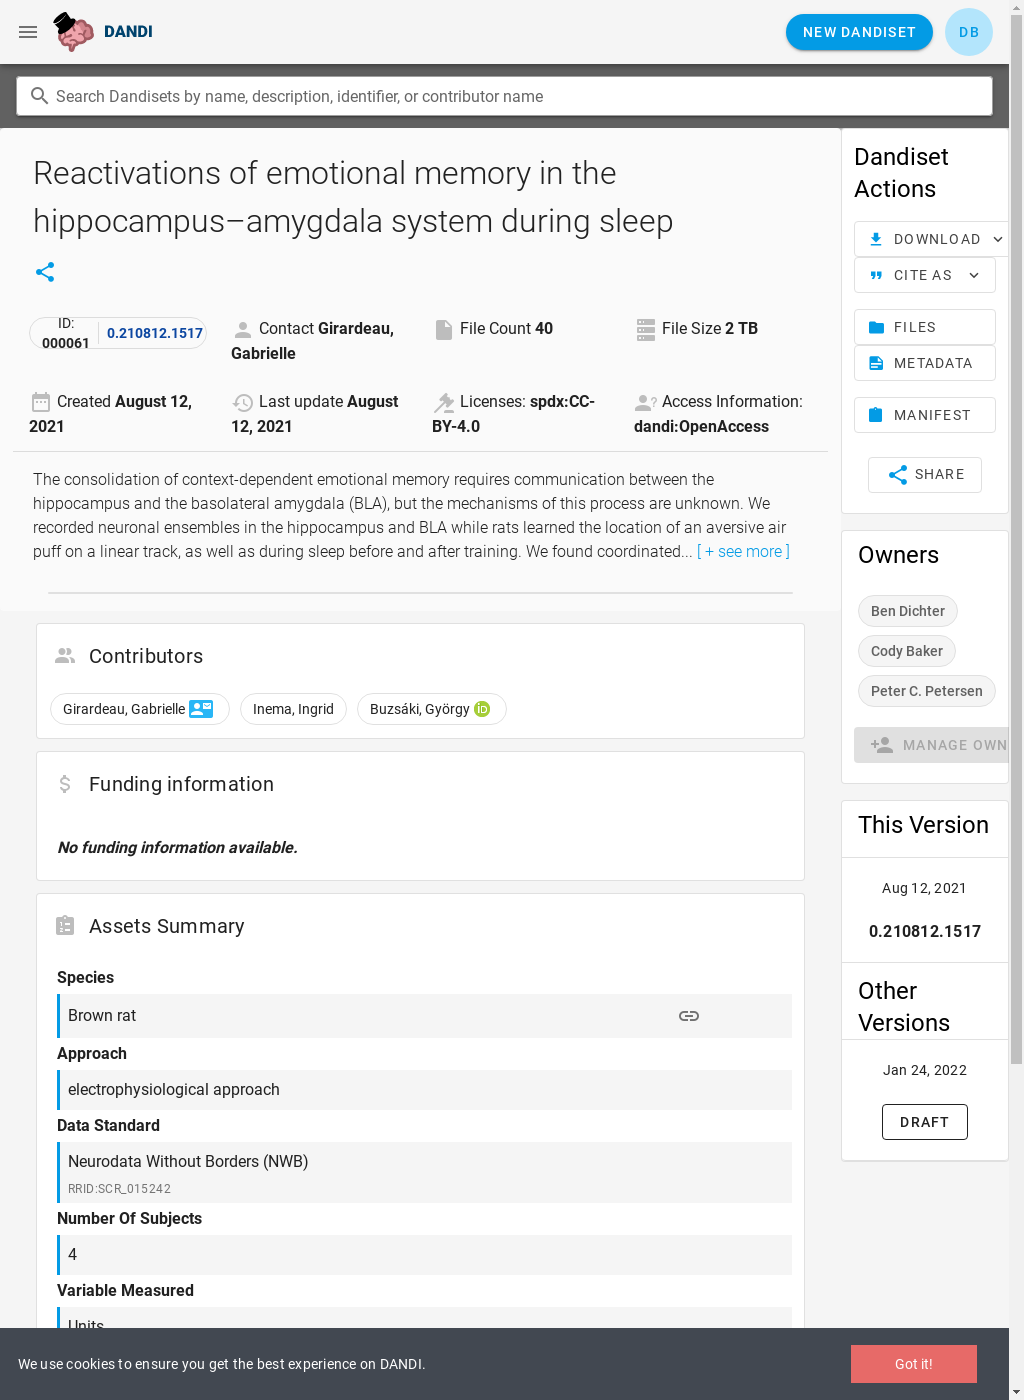 DANDI
NEW DANDISET
DB
Search Dandisets by name, description, identifier, or contributor name
Reactivations of emotional memory in the
hippocampus–amygdala system during sleep
ID:
000061
0.210812.1517
Contact Girardeau,
Gabrielle
File Count 40
File Size 2 TB
Created August 12,
2021
Last update August
12, 2021
Licenses: spdx:CC-
BY-4.0
Access Information:
dandi:OpenAccess
The consolidation of context-dependent emotional memory requires communication between the
hippocampus and the basolateral amygdala (BLA), but the mechanisms of this process are unknown. We
recorded neuronal ensembles in the hippocampus and BLA while rats learned the location of an aversive air
puff on a linear track, as well as during sleep before and after training. We found coordinated... [ + see more ]
Contributors
Girardeau, Gabrielle
Inema, Ingrid
Buzsáki, György
Funding information
No funding information available.
Assets Summary
Species
Brown rat
Approach
electrophysiological approach
Data Standard
Neurodata Without Borders (NWB)
RRID:SCR_015242
Number Of Subjects
4
Variable Measured
Units
Dandiset
Actions
DOWNLOAD
CITE AS
FILES
METADATA
MANIFEST
SHARE
Owners
Ben Dichter
Cody Baker
Peter C. Petersen
MANAGE OWN
This Version
Aug 12, 2021
0.210812.1517
Other
Versions
Jan 24, 2022
DRAFT
We use cookies to ensure you get the best experience on DANDI.
Got it!